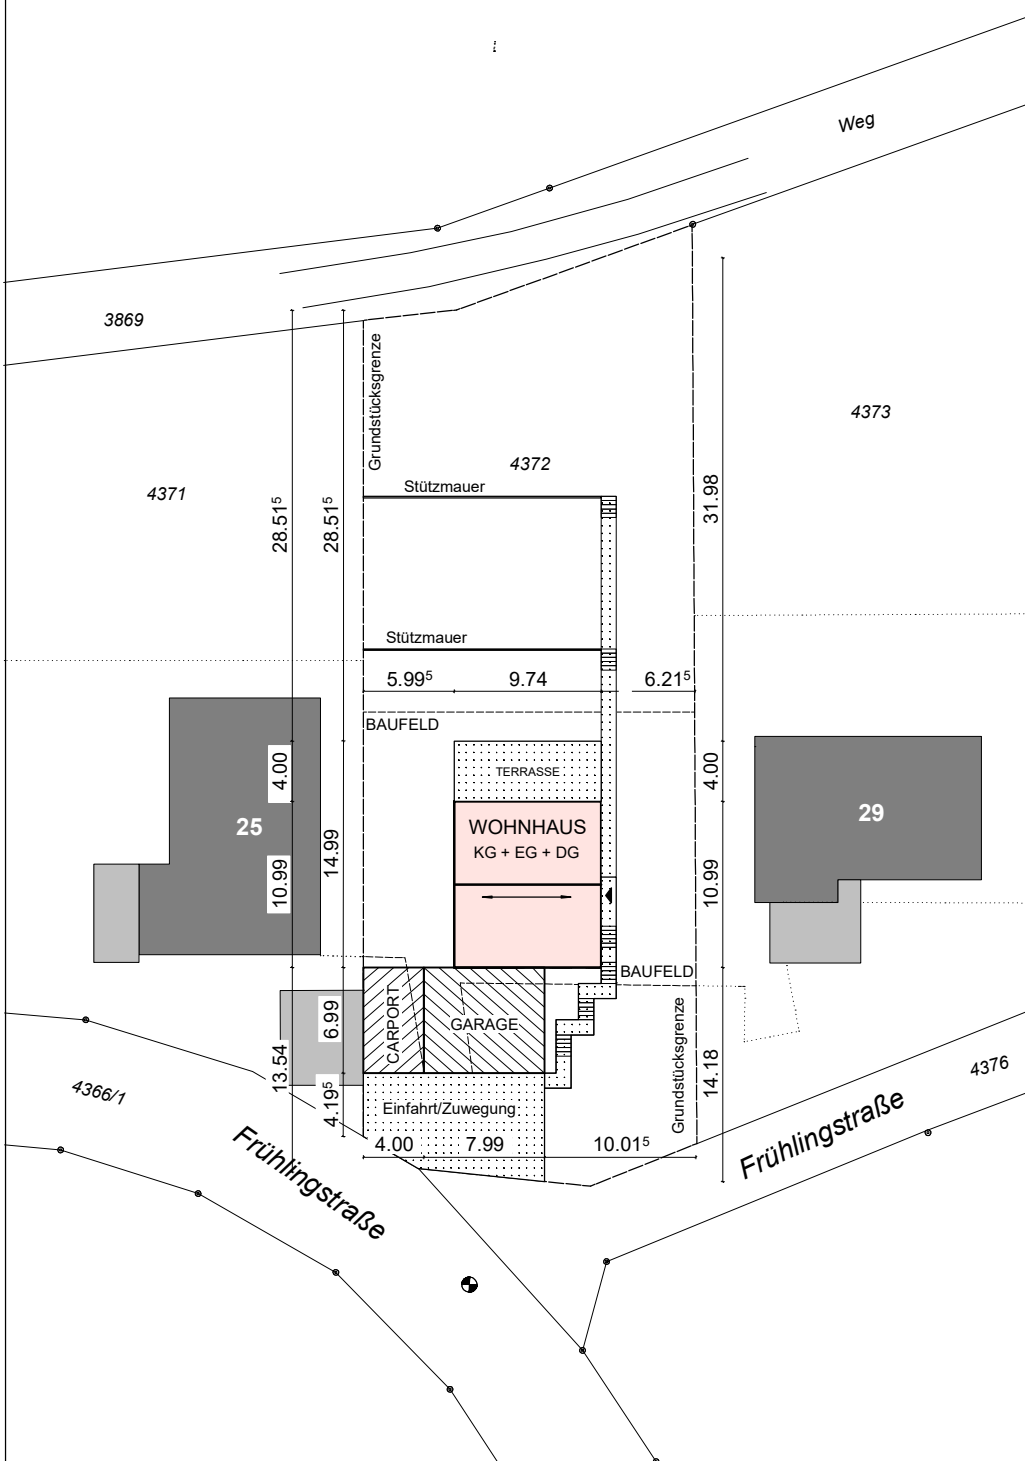 Weg
3869
Grundstücksgrenze
4373
4371
4372
Stützmauer
28.51⁵
28.51⁵
31.98
Stützmauer
5.99⁵
9.74
6.21⁵
BAUFELD
4.00
TERRASSE
4.00
25
14.99
WOHNHAUS
KG + EG + DG
29
10.99
10.99
BAUFELD
CARPORT
GARAGE
6.99
13.54
4.19⁵
Grundstücksgrenze
14.18
4376
4366/1
Einfahrt/Zuwegung
4.00
7.99
10.01⁵
Frühlingstraße
Frühlingstraße